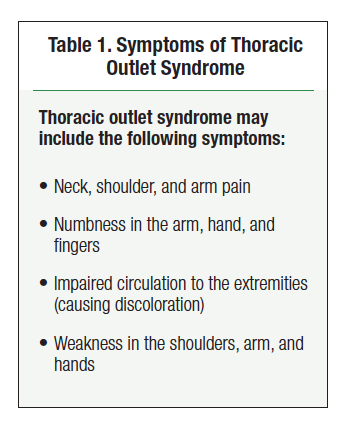 Table 1. Symptoms of Thoracic
Outlet Syndrome
Thoracic outlet syndrome may
include the following symptoms:
• Neck, shoulder, and arm pain
• Numbness in the arm, hand, and
fingers
• Impaired circulation to the extremities
(causing discoloration)
• Weakness in the shoulders, arm, and
hands